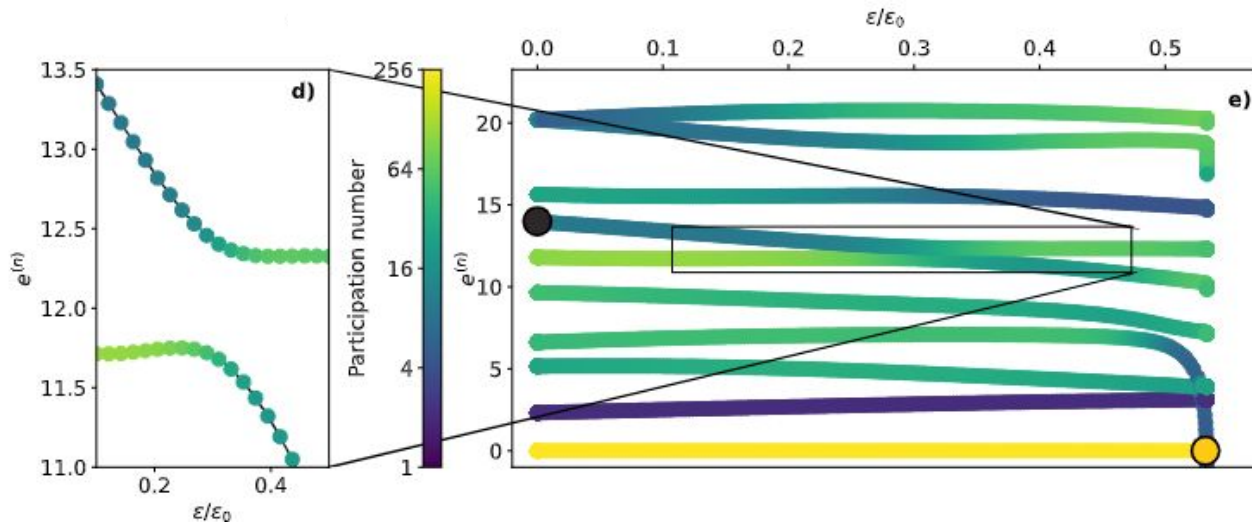 ε/ε₀
0.0 0.1 0.2 0.3 0.4 0.5
13.5
13.0
12.5
12.0
11.5
11.0
e⁽ⁿ⁾
d)
0.2 0.4
ε/ε₀
256
64
16
4
1
Participation number
20
15
10
5
0
e⁽ⁿ⁾
e)